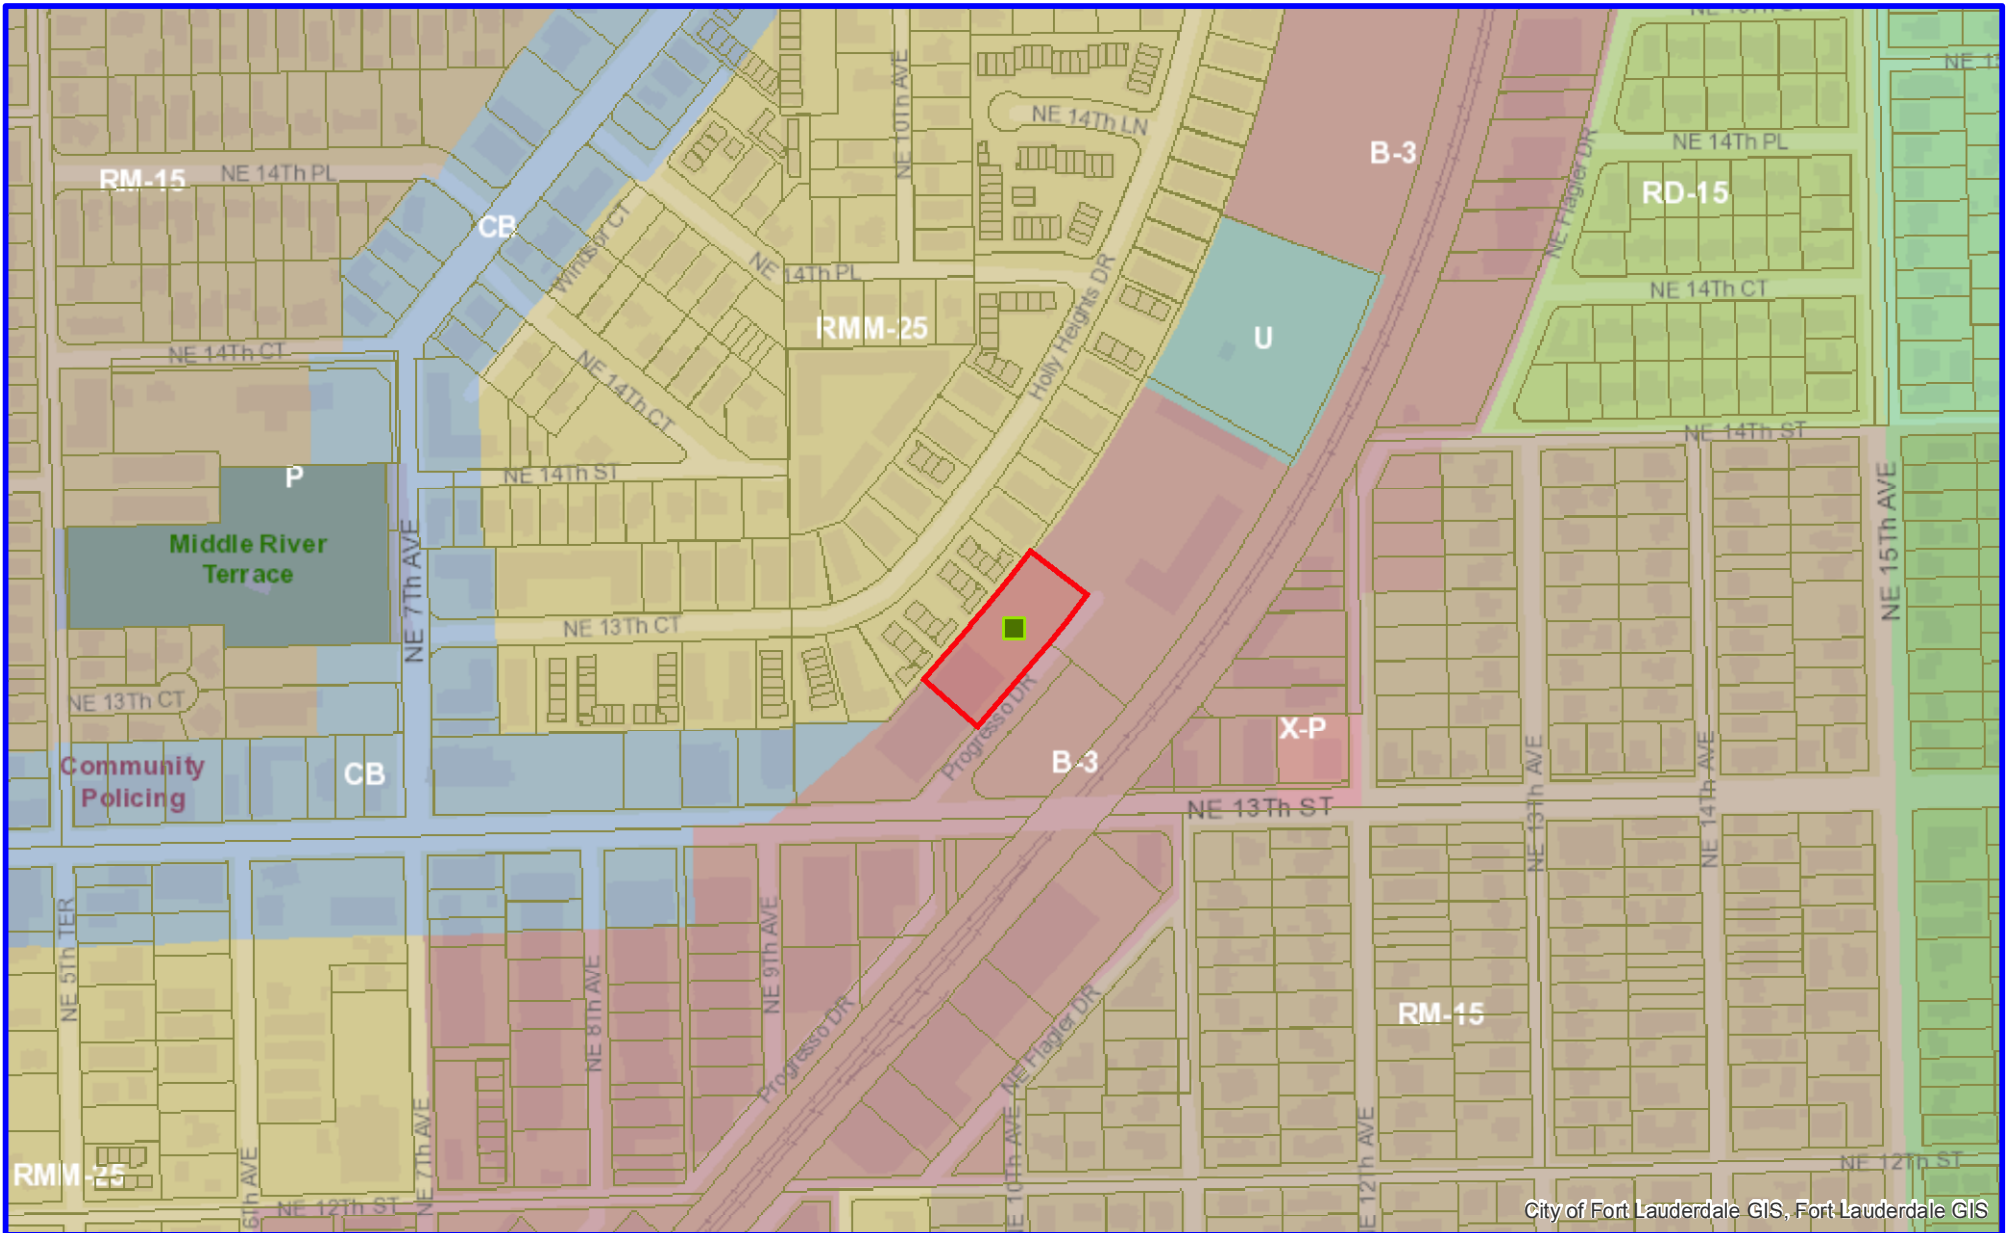 NE 13
B-3
NE 10Th AVE
NE 14Th LN
RM-15
NE 14Th PL
NE Flagler DR
NE 14Th PL
RD-15
CB
Windsor CT
NE 14Th PL
NE 14Th CT
Holly Heights DR
RMM-25
U
NE 14Th CT
NE 14Th CT
NE 14Th ST
P
NE 14Th ST
NE 15Th AVE
Middle River
Terrace
NE 7Th AVE
NE 13Th CT
NE 13Th CT
Progresso DR
X-P
Community
Policing
CB
B-3
NE 13Th ST
NE 13Th AVE
NE 14Th AVE
NE 5Th TER
NE 9Th AVE
NE 8Th AVE
Progresso DR
NE Flagler DR
RM-15
NE 7Th AVE
NE 10Th AVE
NE 12Th AVE
RMM-25
6Th AVE
NE 12Th ST
NE 12Th ST
City of Fort Lauderdale GIS, Fort Lauderdale GIS